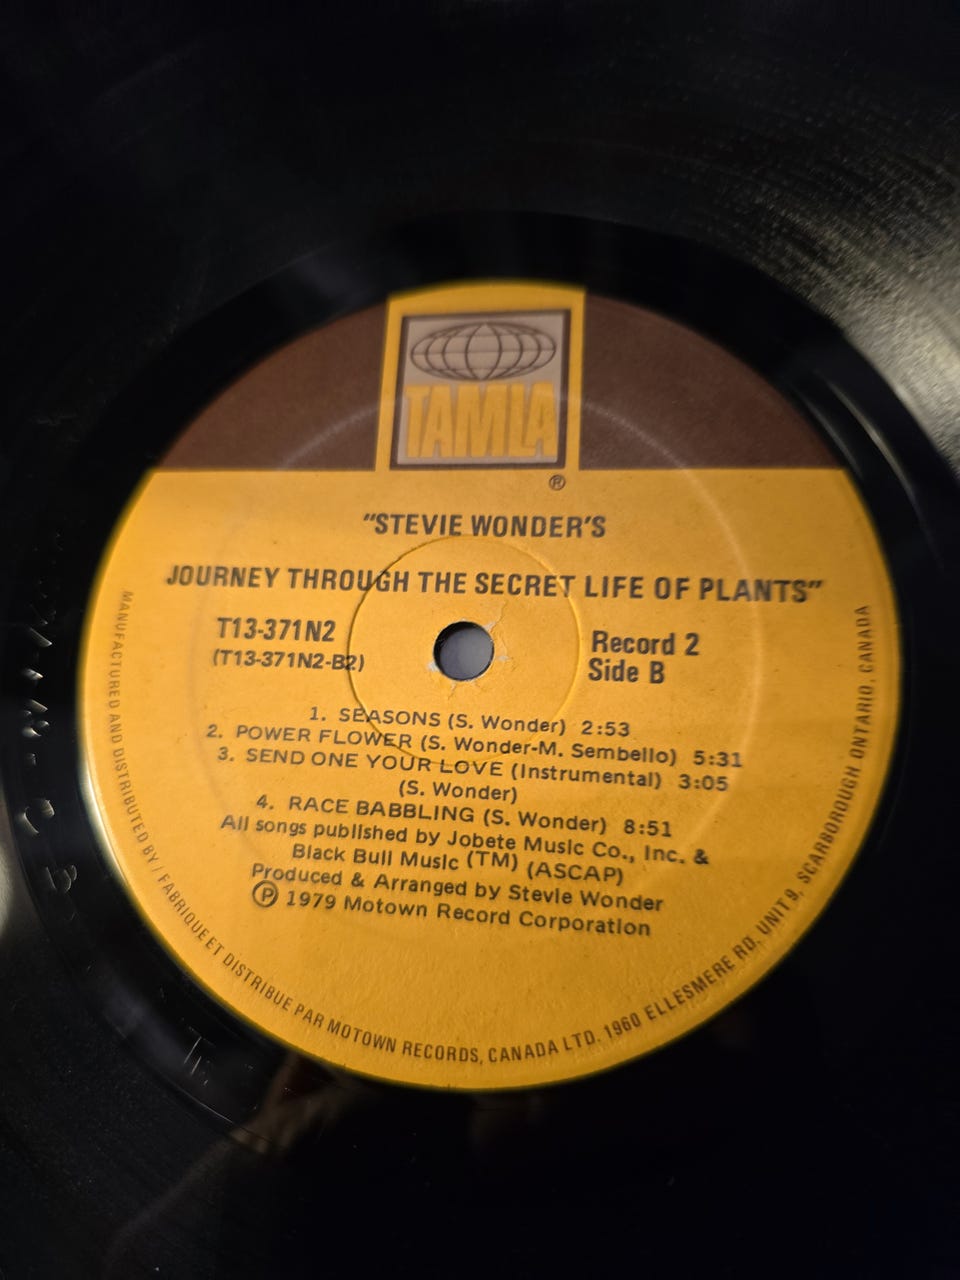 TAMLA
®
"STEVIE WONDER'S
JOURNEY THROUGH THE SECRET LIFE OF PLANTS"
T13-371N2
(T13-371N2-B2)
Record 2
Side B
1. SEASONS (S. Wonder) 2:53
2. POWER FLOWER (S. Wonder-M. Sembello) 5:31
3. SEND ONE YOUR LOVE (Instrumental) 3:05
(S. Wonder)
4. RACE BABBLING (S. Wonder) 8:51
All songs published by Jobete Music Co., Inc. &
Black Bull Music (TM) (ASCAP)
Produced & Arranged by Stevie Wonder
℗ 1979 Motown Record Corporation
MANUFACTURED AND DISTRIBUTED BY / FABRIQUE ET DISTRIBUE PAR MOTOWN RECORDS, CANADA LTD. 1960 ELLESMERE RD, UNIT 9, SCARBOROUGH ONTARIO, CANADA